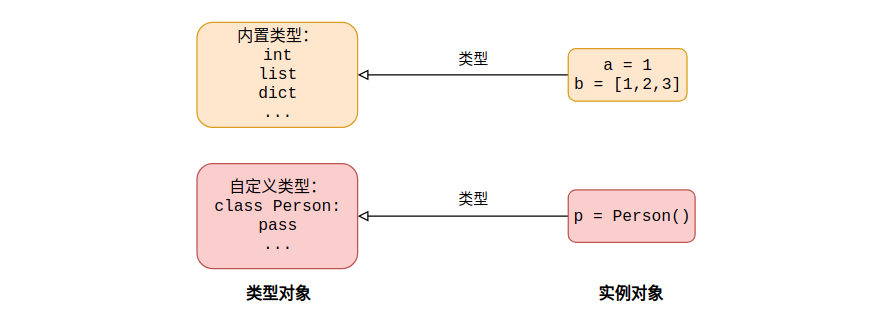 内置类型：
int
list
dict
...
类型
a = 1
b = [1,2,3]
自定义类型：
class Person:
pass
...
类型
p = Person()
类型对象
实例对象